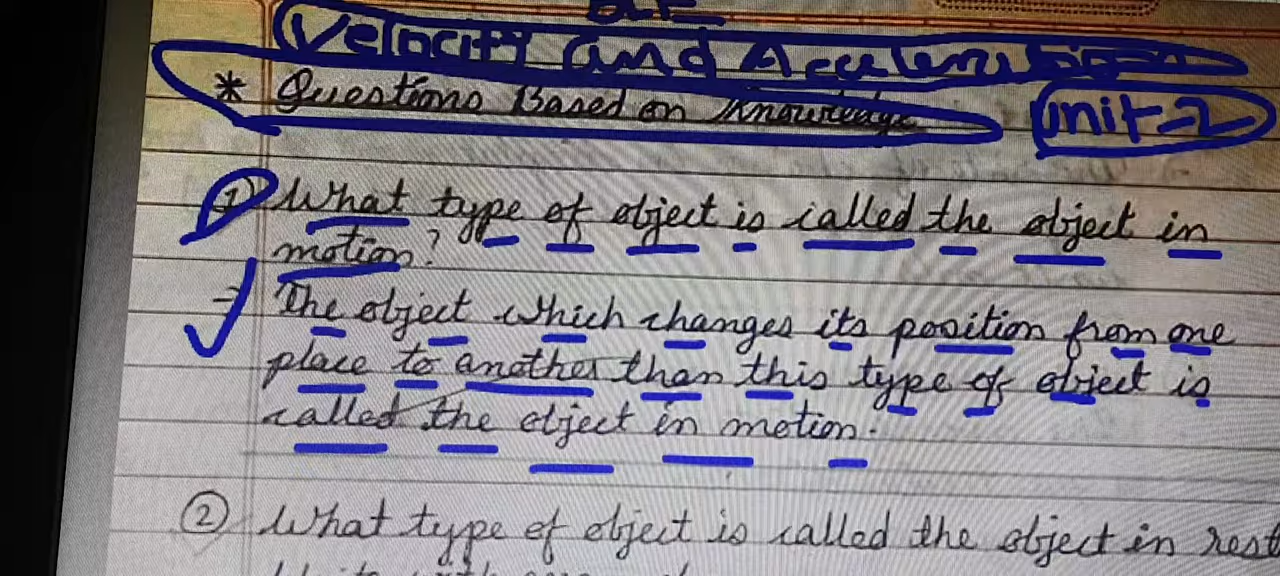 Velocity and Acceleration
* Questions Based on Knowledge
Unit-2
① What type of object is called the object in
motion?
→ The object which changes its position from one
place to another than this type of object is
called the object in motion.
② What type of object is called the object in rest